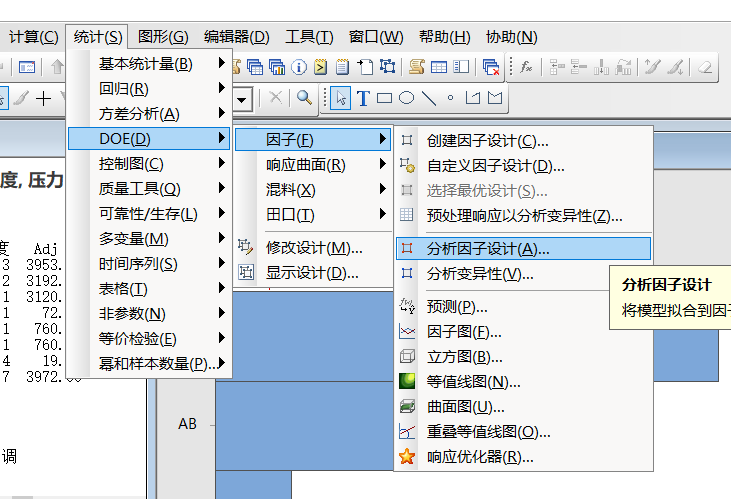 计算(C) 统计(S) 图形(G) 编辑器(D) 工具(T) 窗口(W) 帮助(H) 协助(N)
基本统计量(B)
回归(R)
方差分析(A)
DOE(D)
控制图(C)
质量工具(Q)
可靠性/生存(L)
多变量(M)
时间序列(S)
表格(T)
非参数(N)
等价检验(E)
幂和样本数量(P)...
因子(F)
响应曲面(R)
混料(X)
田口(T)
修改设计(M)...
显示设计(D)...
创建因子设计(C)...
自定义因子设计(D)...
选择最优设计(S)...
预处理响应以分析变异性(Z)...
分析因子设计(A)...
分析变异性(V)...
预测(P)...
因子图(F)...
立方图(B)...
等值线图(N)...
曲面图(U)...
重叠等值线图(O)...
响应优化器(R)...
分析因子设计
将模型拟合到因子
度, 压力
度 Adj
3 3953.
2 3192.
1 3120.
1 72.
1 760.
1 760.
4 19.
7 3972.
调
AB